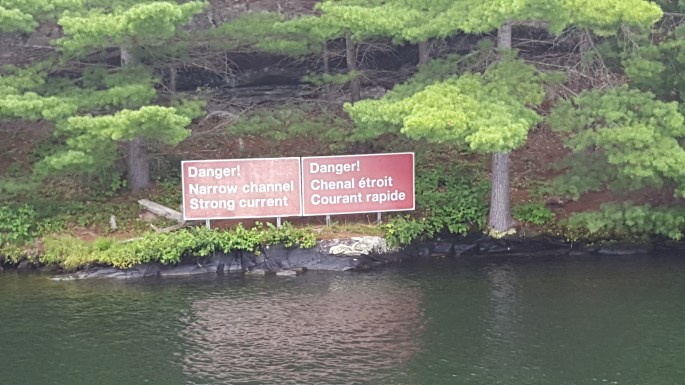 Danger!
Narrow channel
Strong current
Danger!
Chenal étroit
Courant rapide